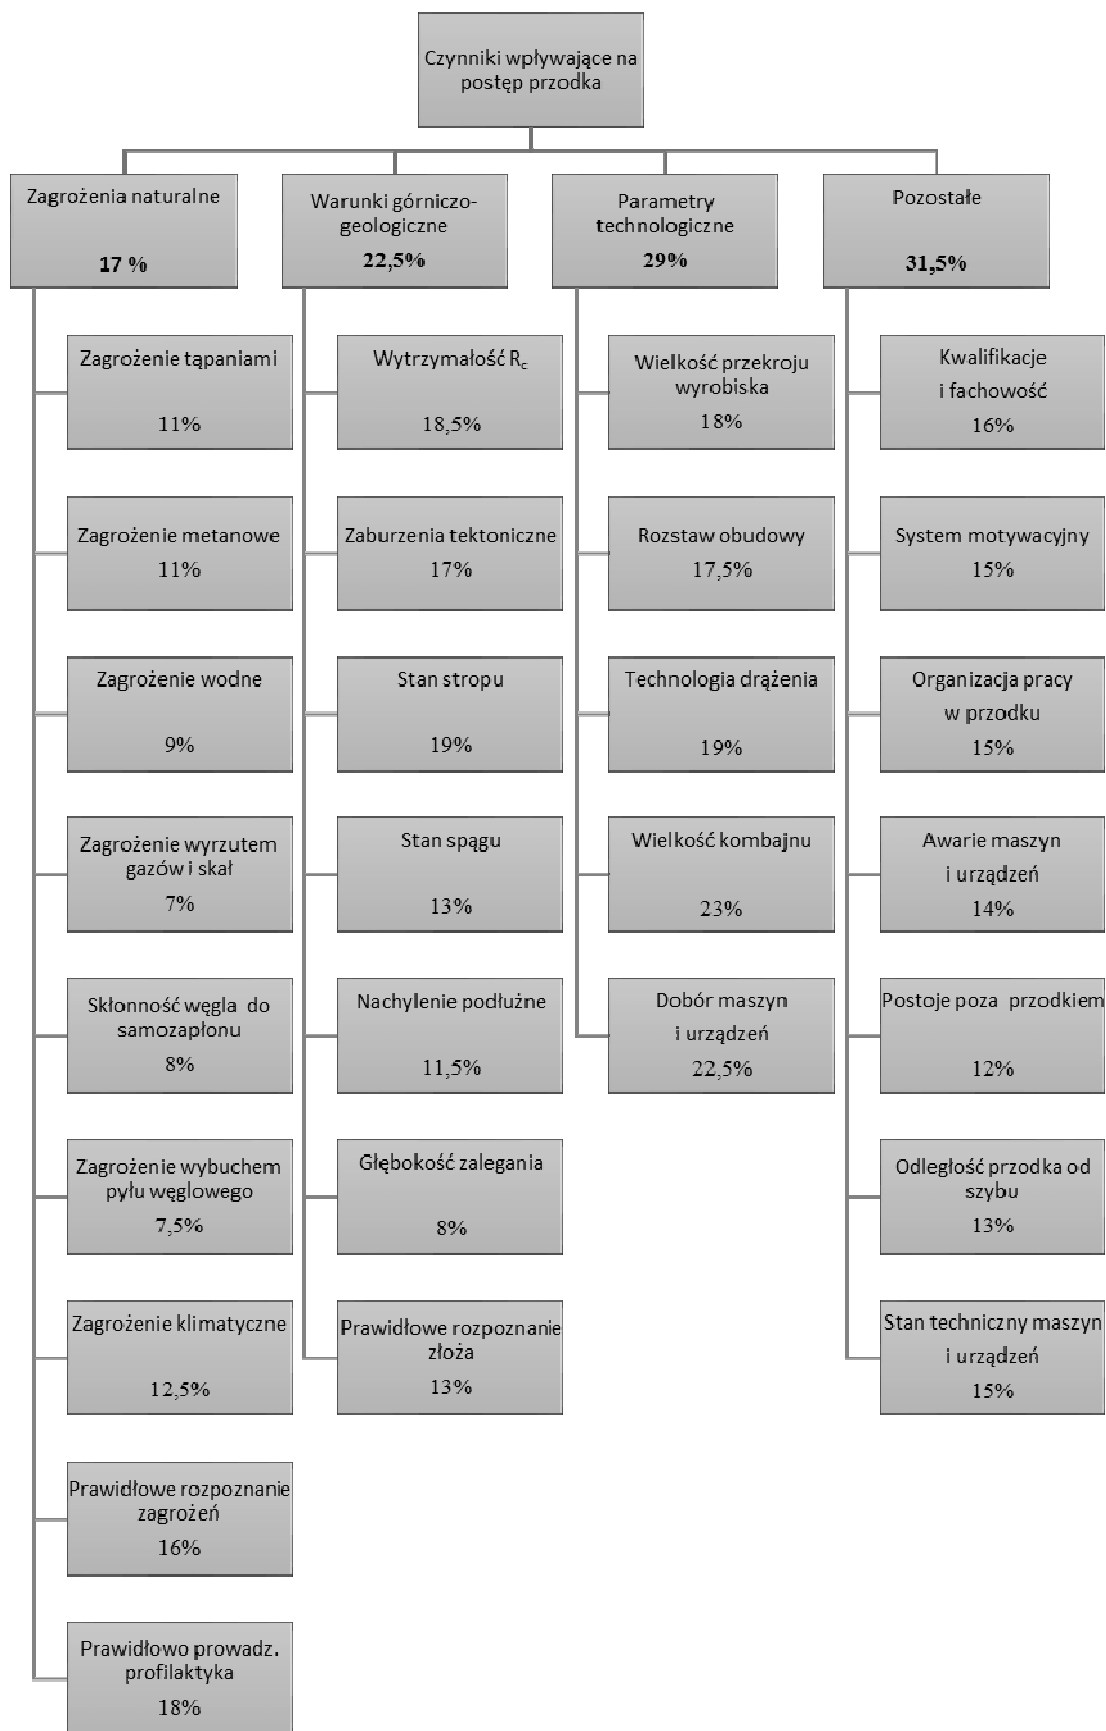 Czynniki wpływające na
postęp przodka
Zagrożenia naturalne
17 %
Zagrożenie tąpaniami
11%
Zagrożenie metanowe
11%
Zagrożenie wodne
9%
Zagrożenie wyrzutem
gazów i skał
7%
Skłonność węgla do
samozapłonu
8%
Zagrożenie wybuchem
pyłu węglowego
7,5%
Zagrożenie klimatyczne
12,5%
Prawidłowe rozpoznanie
zagrożeń
16%
Prawidłowo prowadz.
profilaktyka
18%
Warunki górniczo-
geologiczne
22,5%
Wytrzymałość Rc
18,5%
Zaburzenia tektoniczne
17%
Stan stropu
19%
Stan spągu
13%
Nachylenie podłużne
11,5%
Głębokość zalegania
8%
Prawidłowe rozpoznanie
złoża
13%
Parametry
technologiczne
29%
Wielkość przekroju
wyrobiska
18%
Rozstaw obudowy
17,5%
Technologia drążenia
19%
Wielkość kombajnu
23%
Dobór maszyn
i urządzeń
22,5%
Pozostałe
31,5%
Kwalifikacje
i fachowość
16%
System motywacyjny
15%
Organizacja pracy
w przodku
15%
Awarie maszyn
i urządzeń
14%
Postoje poza przodkiem
12%
Odległość przodka od
szybu
13%
Stan techniczny maszyn
i urządzeń
15%